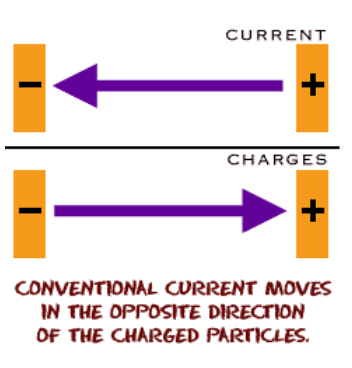 CURRENT
- +
CHARGES
- +
CONVENTIONAL CURRENT MOVES
IN THE OPPOSITE DIRECTION
OF THE CHARGED PARTICLES.